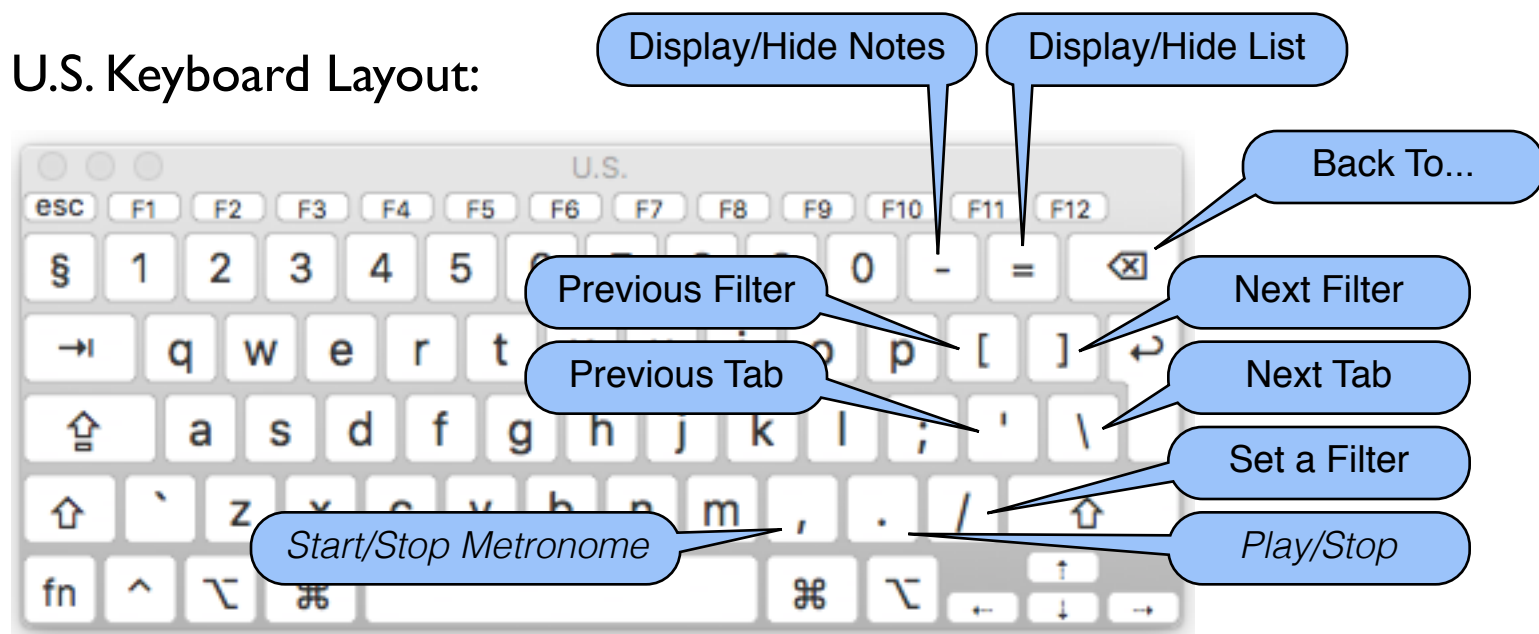 Display/Hide Notes Display/Hide List
U.S. Keyboard Layout:
Back To...
U.S.
esc F1 F2 F3 F4 F5 F6 F7 F8 F9 F10 F11 F12
§ 1 2 3 4 5 0 - = ⌫
Previous Filter Next Filter
⇥ q w e r t o p [ ] ↩
Previous Tab Next Tab
⇪ a s d f g h j k l ; ' \
Set a Filter
⇧ ` z x c v b n m , . / ⇧
Start/Stop Metronome Play/Stop
fn ^ ⌥ ⌘ ⌘ ⌥ ← ↑ ↓ →